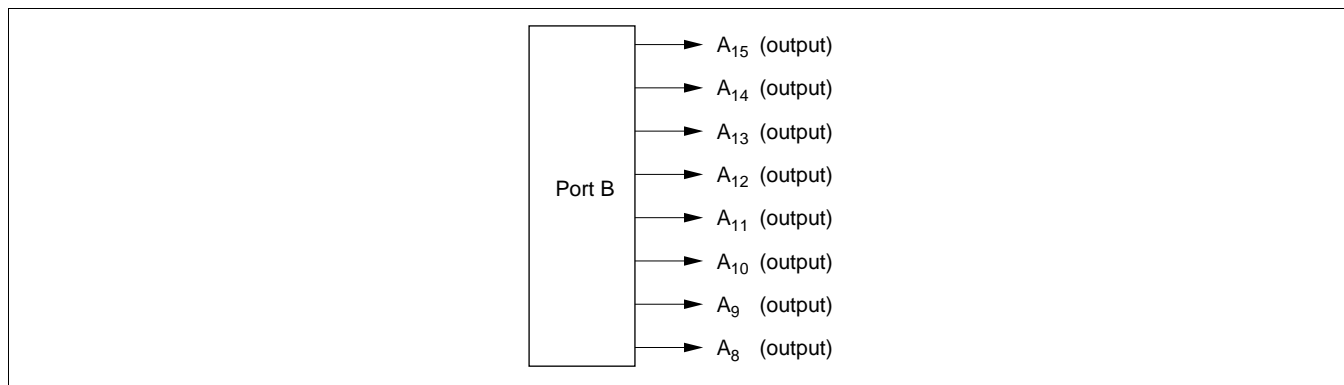 A15 (output)
A14 (output)
A13 (output)
A12 (output)
Port B
A11 (output)
A10 (output)
A9 (output)
A8 (output)